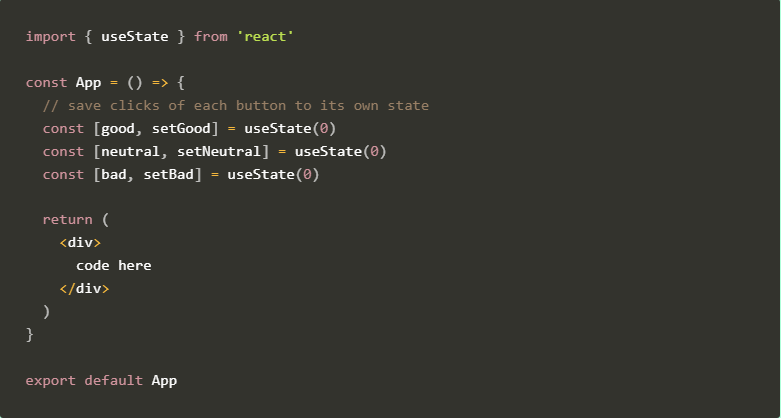 import { useState } from 'react'
const App = () => {
// save clicks of each button to its own state
const [good, setGood] = useState(0)
const [neutral, setNeutral] = useState(0)
const [bad, setBad] = useState(0)
return (
<div>
code here
</div>
)
}
export default App